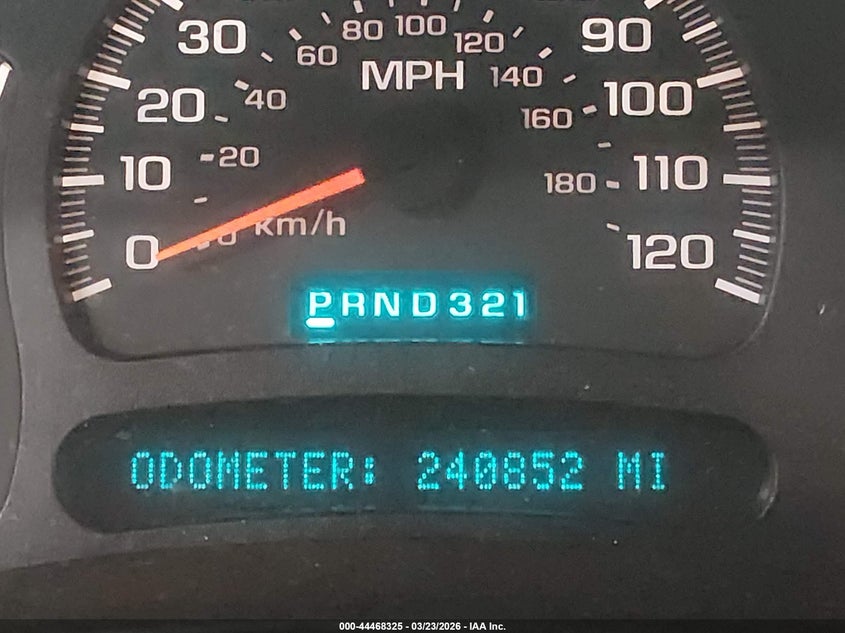 80 100
30 60 120 90
MPH 140
20 40 160 100
10 20 180 110
0 km/h 120
PRND321
ODOMETER: 240852 MI
000-44468325 - 03/23/2026 - IAA Inc.